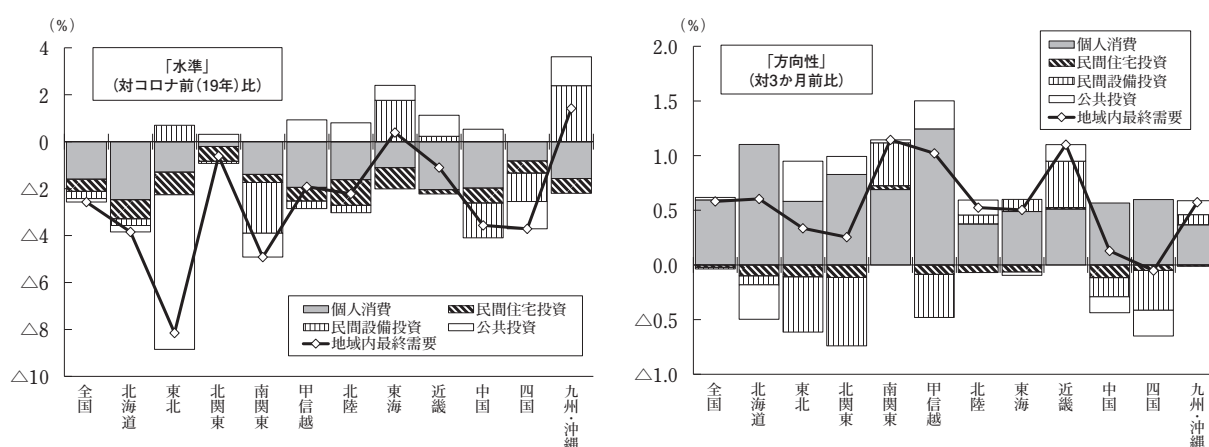 (％)
4
2
0
△2
△4
△6
△8
△10
「水準」
(対コロナ前(19年)比)
個人消費
民間住宅投資
民間設備投資
公共投資
地域内最終需要
全国
北海道
東北
北関東
南関東
甲信越
北陸
東海
近畿
中国
四国
九州・沖縄
(％)
2.0
1.5
1.0
0.5
0.0
△0.5
△1.0
「方向性」
(対3か月前比)
個人消費
民間住宅投資
民間設備投資
公共投資
地域内最終需要
全国
北海道
東北
北関東
南関東
甲信越
北陸
東海
近畿
中国
四国
九州・沖縄